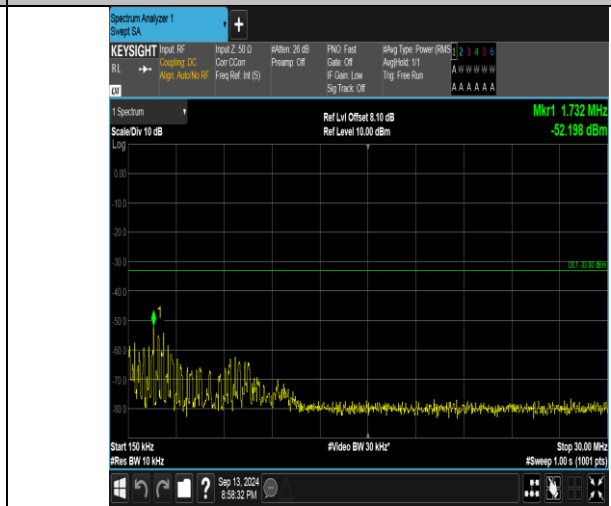 Spectrum Analyzer 1
Swept SA
+
KEYSIGHT
RL
Input: RF
Coupling: DC
Align: Auto/No RF
Input Z: 50 Ω
Corr CCorr
Freq Ref: Int (S)
#Atten: 26 dB
Preamp: Off
PNO: Fast
Gate: Off
IF Gain: Low
Sig Track: Off
#Avg Type: Power (RMS
Avg|Hold: 1/1
Trig: Free Run
1 2 3 4 5 6
A W W W W W
A A A A A A
1 Spectrum
Scale/Div 10 dB
Ref Lvl Offset 8.10 dB
Ref Level 10.00 dBm
Mkr1 1.732 MHz
-52.198 dBm
Log
0.00
-10.0
-20.0
-30.0
-40.0
-50.0
-60.0
-70.0
-80.0
DL1 -33.00 dBm
1
Start 150 kHz
#Res BW 10 kHz
#Video BW 30 kHz*
Stop 30.00 MHz
#Sweep 1.00 s (1001 pts)
?
Sep 13, 2024
8:58:32 PM